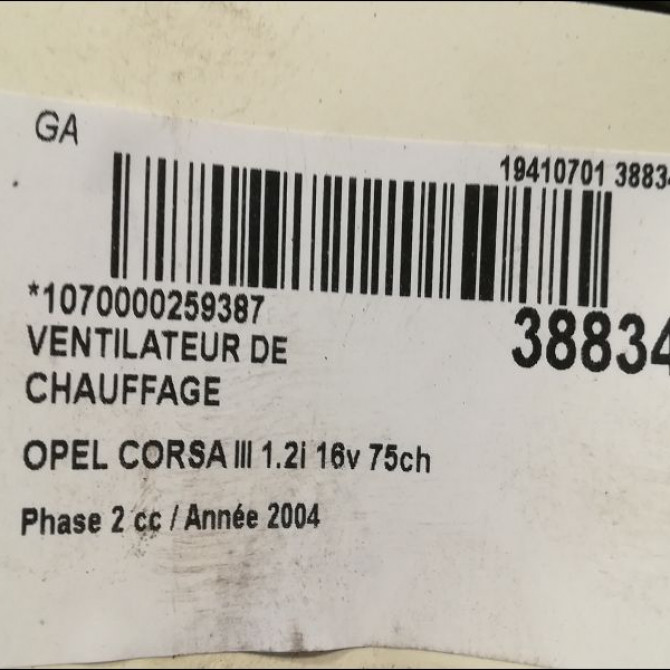 GA
19410701 3883
*1070000259387
38834
VENTILATEUR DE
CHAUFFAGE
OPEL CORSA III 1.2i 16v 75ch
Phase 2 cc / Année 2004